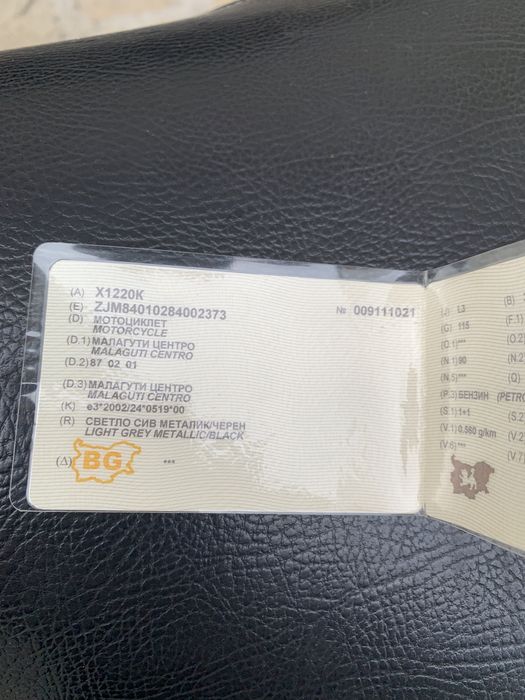 (A) X1220K
(E) ZJM84010284002373
№ 009111021
(D) МОТОЦИКЛЕТ
MOTORCYCLE
(D.1) МАЛАГУТИ ЦЕНТРО
MALAGUTI CENTRO
(D.2) 87 02 01
(D.3) МАЛАГУТИ ЦЕНТРО
MALAGUTI CENTRO
(K) e3*2002/24*0519*00
(R) СВЕТЛО СИВ МЕТАЛИК/ЧЕРЕН
LIGHT GREY METALLIC/BLACK
(Δ) BG ***
(J) L3 (B)
(G) 115 (F.1)
(O.1)*** (O.2)
(N.1) 90 (N.2)
(N.5)*** (Q)
(P.3) БЕНЗИН (PETRO
(S.1) 1+1 (S.2)
(V.1) 0.560 g/km (V.
(V.6)*** (V.7)